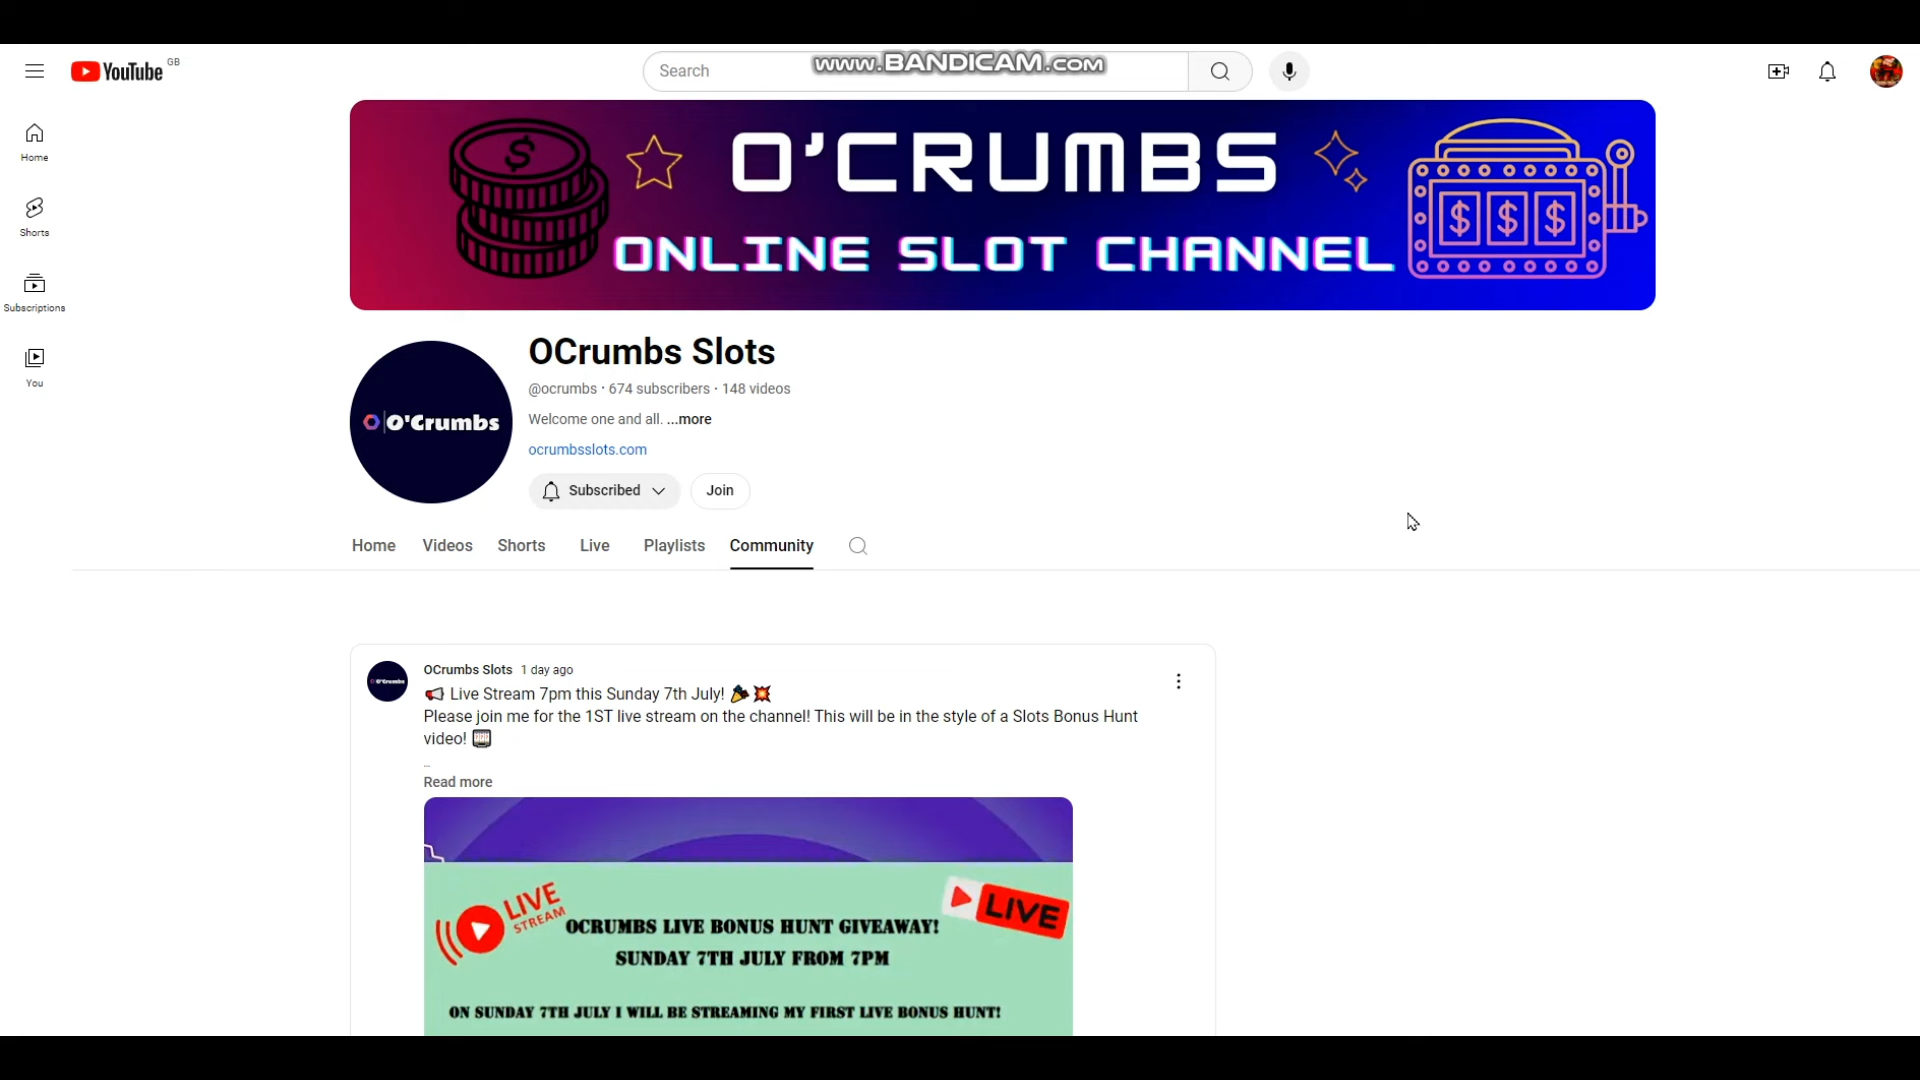 YouTube GB
Search
www.BANDICAM.com
Home
Shorts
Subscriptions
You
O'CRUMBS
ONLINE SLOT CHANNEL
$
$ $ $
O'Crumbs
OCrumbs Slots
@ocrumbs · 674 subscribers · 148 videos
Welcome one and all. ...more
ocrumbsslots.com
Subscribed
Join
Home Videos Shorts Live Playlists Community
O'Crumbs
OCrumbs Slots 1 day ago
📢 Live Stream 7pm this Sunday 7th July! 🎉 💥
Please join me for the 1ST live stream on the channel! This will be in the style of a Slots Bonus Hunt
video! 🎰
..
Read more
LIVE
STREAM
LIVE
OCRUMBS LIVE BONUS HUNT GIVEAWAY!
SUNDAY 7TH JULY FROM 7PM
ON SUNDAY 7TH JULY I WILL BE STREAMING MY FIRST LIVE BONUS HUNT!